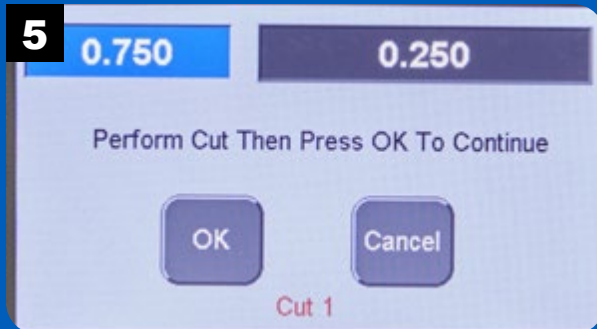 5
0.750 0.250
Perform Cut Then Press OK To Continue
OK Cancel
Cut 1